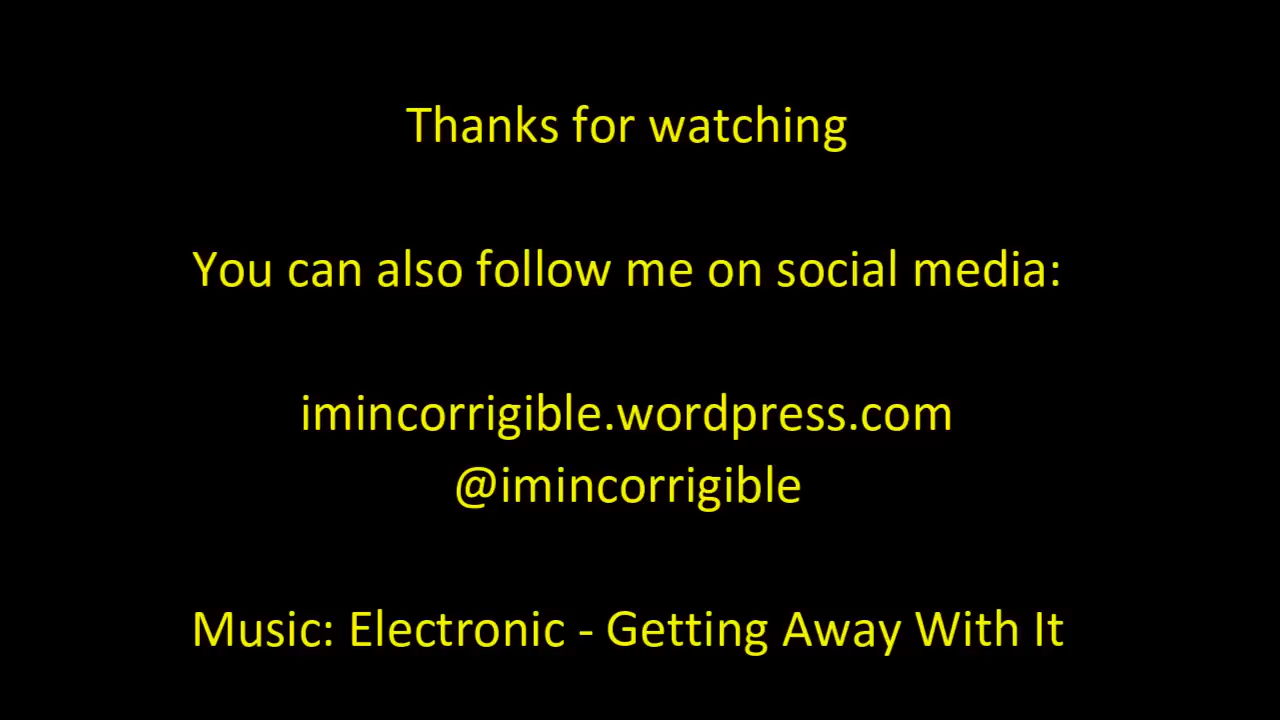 Thanks for watching
You can also follow me on social media:
imincorrigible.wordpress.com
@imincorrigible
Music: Electronic - Getting Away With It